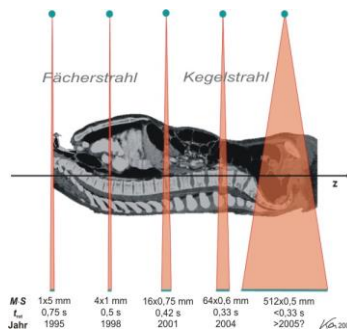 Fächerstrahl Kegelstrahl
z
M·S 1x5 mm 4x1 mm 16x0,75 mm 64x0,6 mm 512x0,5 mm
t 0,75 s 0,5 s 0,42 s 0,33 s <0,33 s
Jahr 1995 1998 2001 2004 >2005?